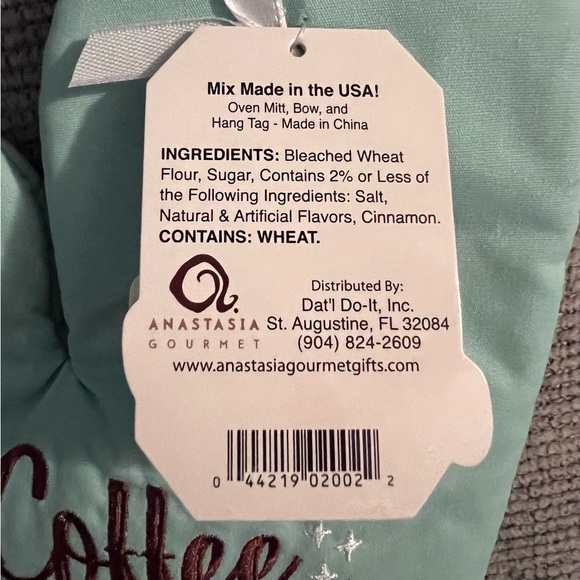 Mix Made in the USA!
Oven Mitt, Bow, and
Hang Tag - Made in China
INGREDIENTS: Bleached Wheat
Flour, Sugar, Contains 2% or Less of
the Following Ingredients: Salt,
Natural & Artificial Flavors, Cinnamon.
CONTAINS: WHEAT.
ANASTASIA
GOURMET
Distributed By:
Dat'l Do-It, Inc.
St. Augustine, FL 32084
(904) 824-2609
www.anastasiagourmetgifts.com
0 44219 02002 2
Coffee